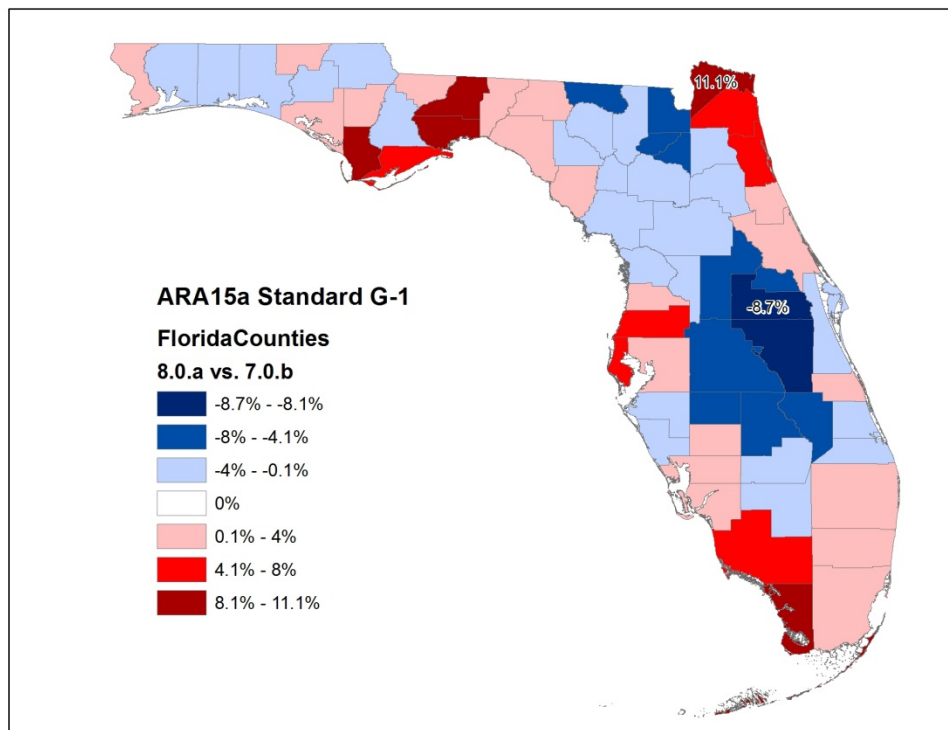 11.1%
-8.7%
ARA15a Standard G-1
FloridaCounties
8.0.a vs. 7.0.b
-8.7% - -8.1%
-8% - -4.1%
-4% - -0.1%
0%
0.1% - 4%
4.1% - 8%
8.1% - 11.1%